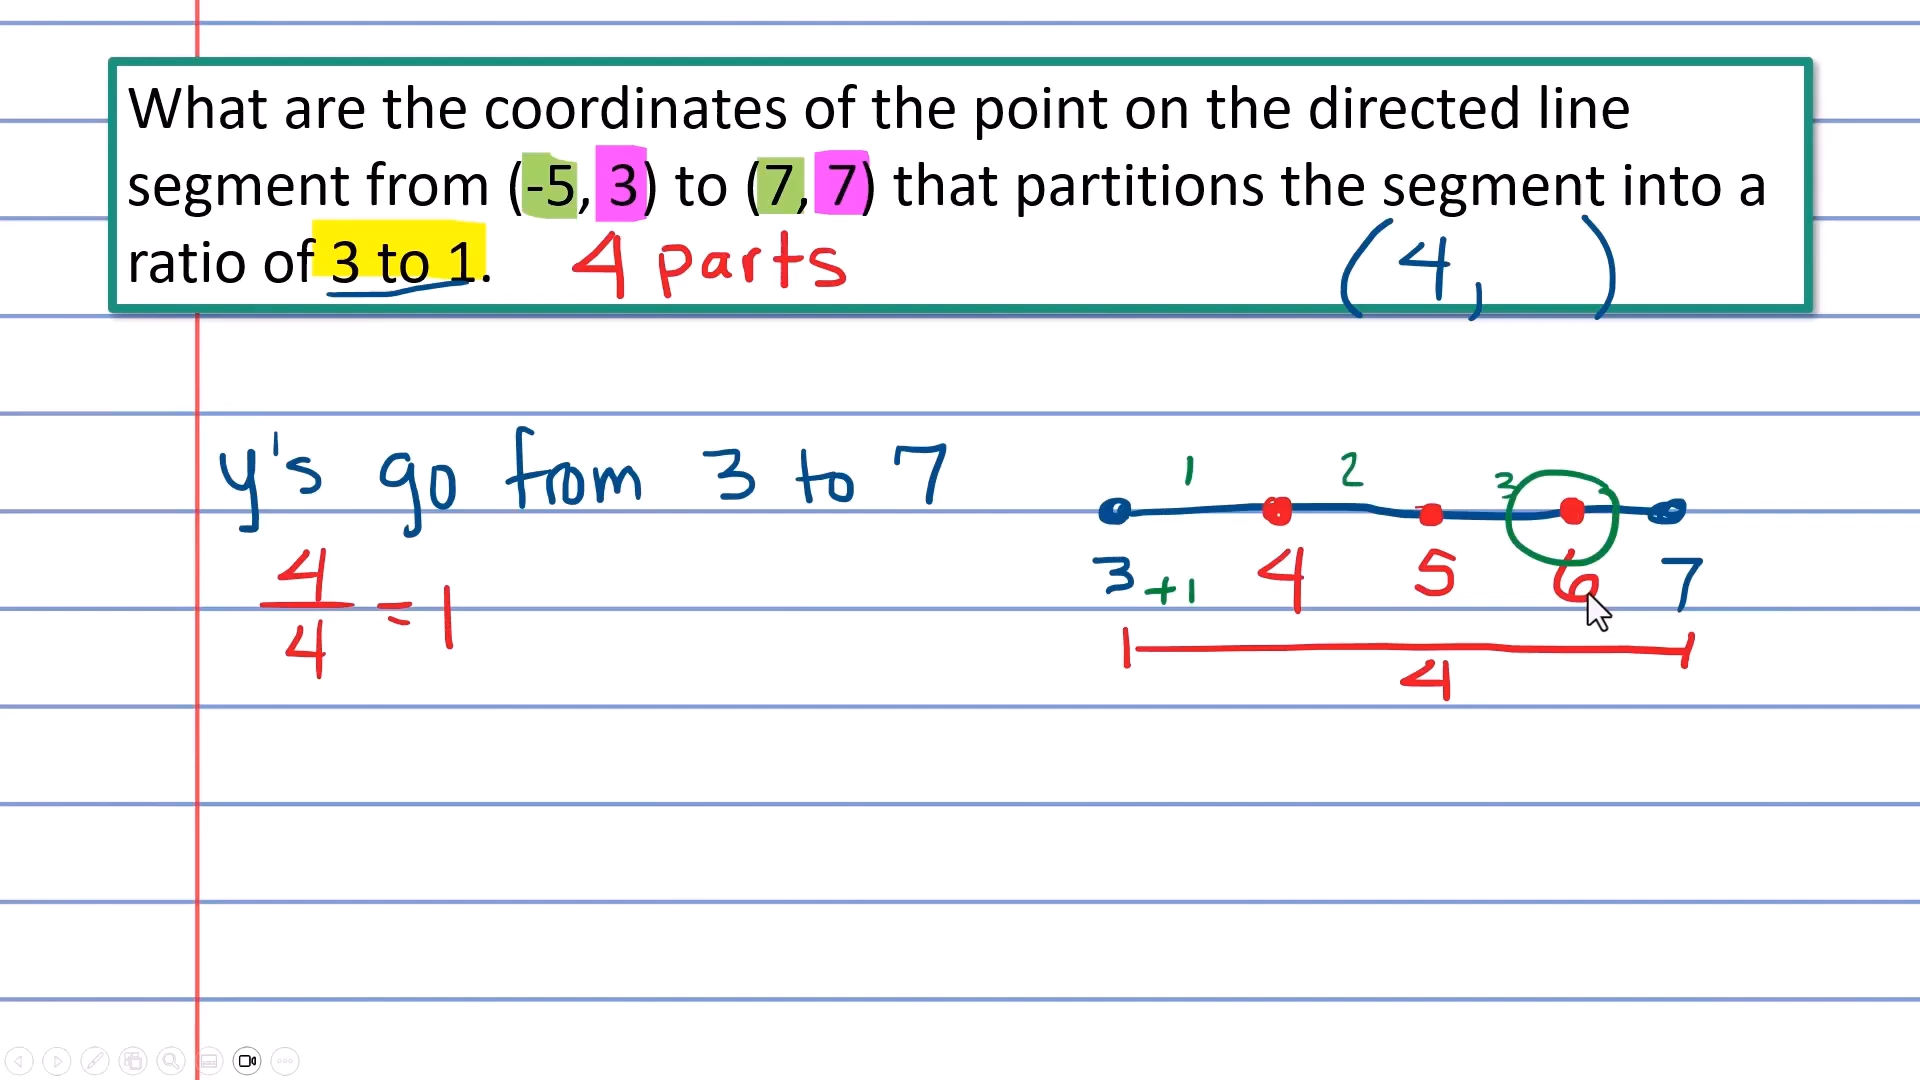 What are the coordinates of the point on the directed line
segment from (-5, 3) to (7, 7) that partitions the segment into a
ratio of 3 to 1. 4 parts (4, )
y's go from 3 to 7
1 2 3
3 +1 4 5 6 7
4
4 = 1
4